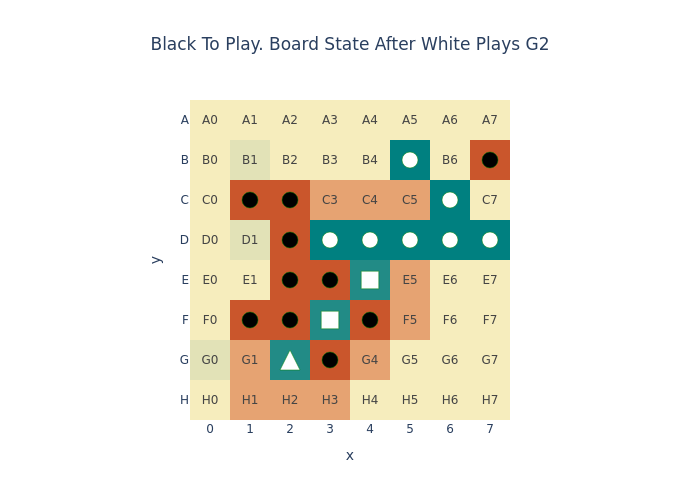 Black To Play. Board State After White Plays G2
A A0 A1 A2 A3 A4 A5 A6 A7
B B0 B1 B2 B3 B4 B6
C C0 C3 C4 C5 C7
D D0 D1
E E0 E1 E5 E6 E7
F F0 F5 F6 F7
G G0 G1 G4 G5 G6 G7
H H0 H1 H2 H3 H4 H5 H6 H7
0 1 2 3 4 5 6 7
x
y